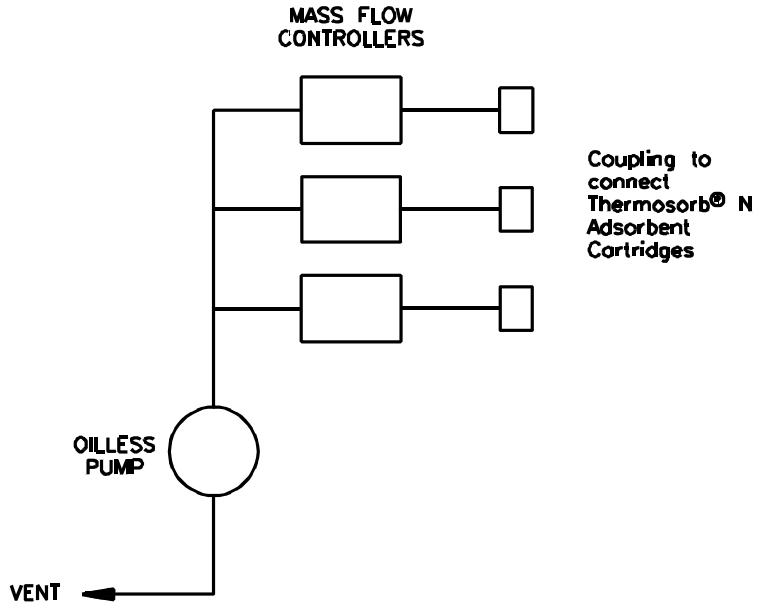 MASS FLOW
CONTROLLERS
Coupling to
connect
Thermosorb® N
Adsorbent
Cartridges
OILLESS
PUMP
VENT